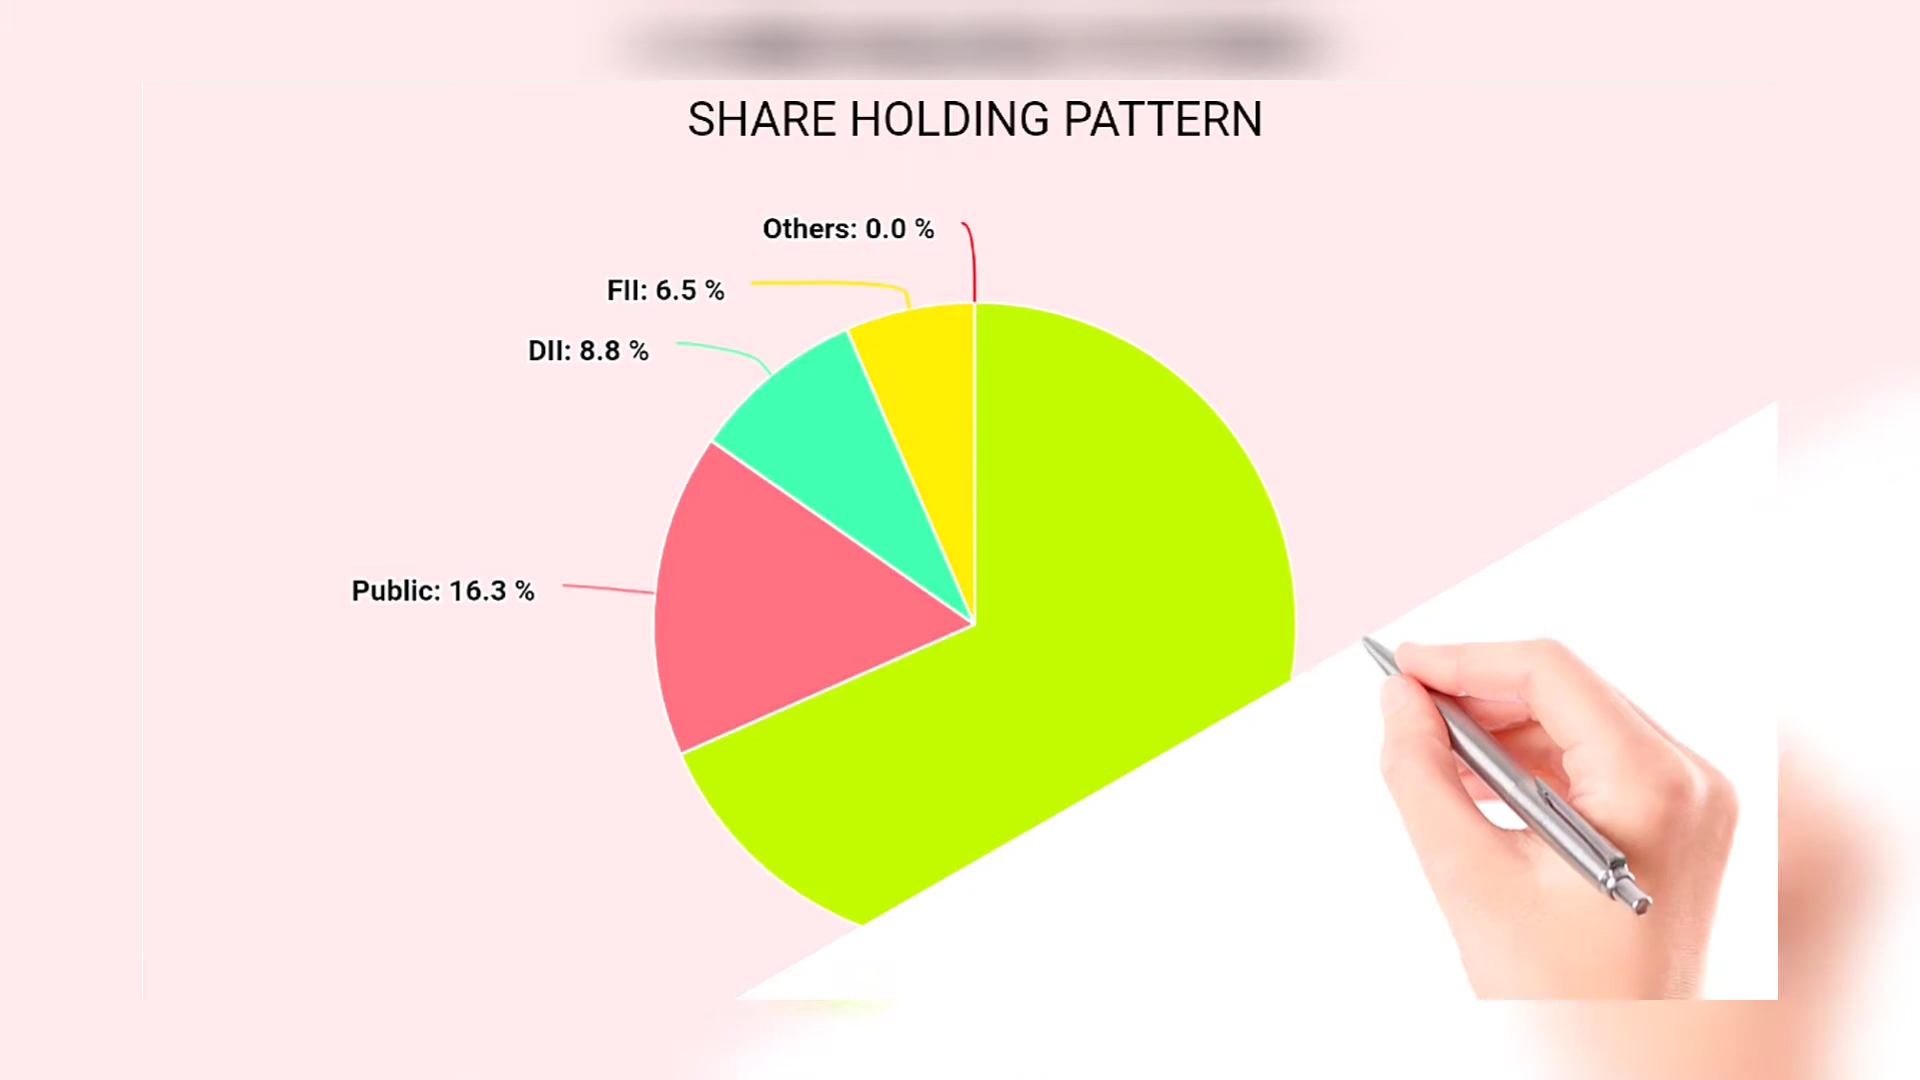 SHARE HOLDING PATTERN
Others: 0.0 %
FII: 6.5 %
DII: 8.8 %
Public: 16.3 %